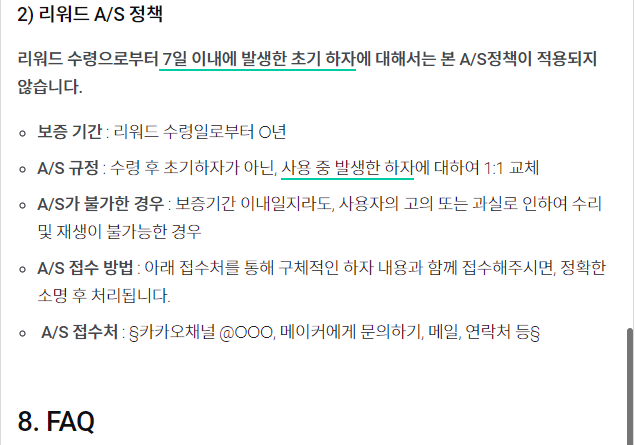 2) 리워드 A/S 정책
리워드 수령으로부터 7일 이내에 발생한 초기 하자에 대해서는 본 A/S정책이 적용되지
않습니다.
보증 기간 : 리워드 수령일로부터 O년
A/S 규정 : 수령 후 초기하자가 아닌, 사용 중 발생한 하자에 대하여 1:1 교체
A/S가 불가한 경우 : 보증기간 이내일지라도, 사용자의 고의 또는 과실로 인하여 수리
및 재생이 불가능한 경우
A/S 접수 방법 : 아래 접수처를 통해 구체적인 하자 내용과 함께 접수해주시면, 정확한
소명 후 처리됩니다.
A/S 접수처 : §카카오채널 @OOO, 메이커에게 문의하기, 메일, 연락처 등§
8. FAQ